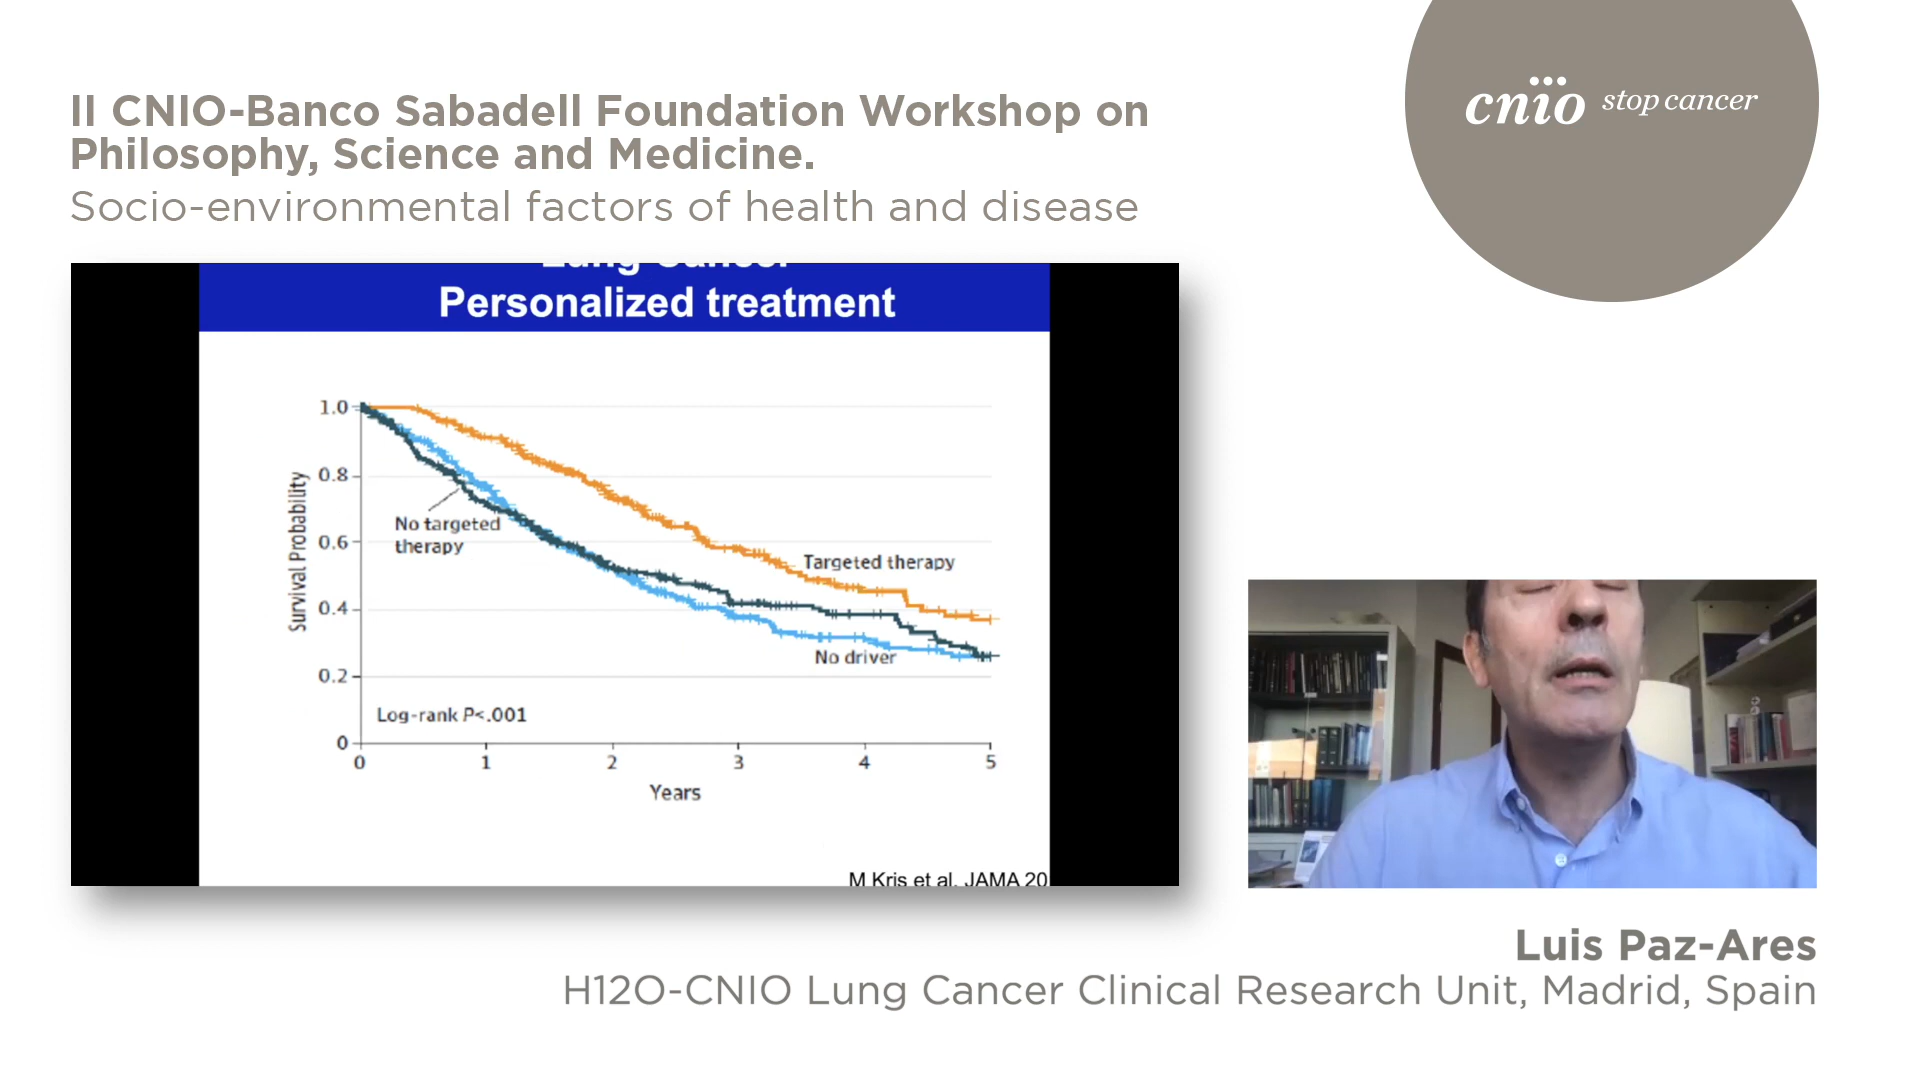 II CNIO-Banco Sabadell Foundation Workshop on
Philosophy, Science and Medicine.
Socio-environmental factors of health and disease
cnio stop cancer
Lung Cancer
Personalized treatment
1.0
0.8
0.6
0.4
0.2
0
Survival Probability
No targeted
therapy
Targeted therapy
No driver
Log-rank P<.001
0 1 2 3 4 5
Years
M Kris et al. JAMA 20
Luis Paz-Ares
H12O-CNIO Lung Cancer Clinical Research Unit, Madrid, Spain